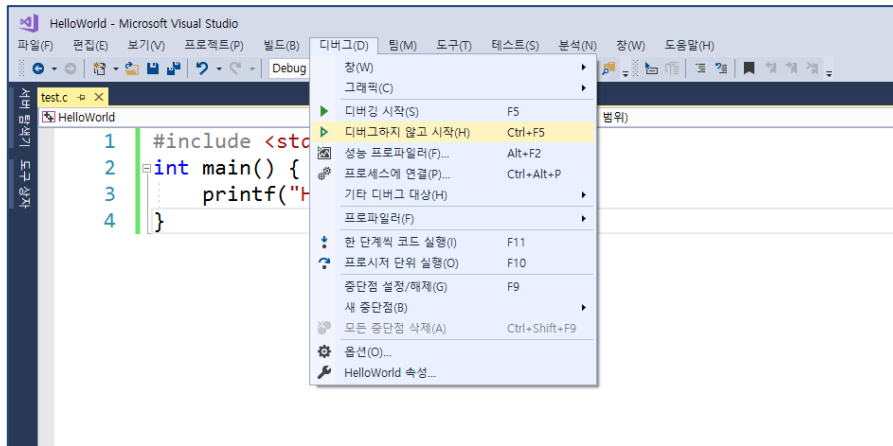 HelloWorld - Microsoft Visual Studio
파일(F) 편집(E) 보기(V) 프로젝트(P) 빌드(B) 디버그(D) 팀(M) 도구(T) 테스트(S) 분석(N) 창(W) 도움말(H)
Debug
창(W)
그래픽(C)
디버깅 시작(S) F5
디버그하지 않고 시작(H) Ctrl+F5
성능 프로파일러(F)... Alt+F2
프로세스에 연결(P)... Ctrl+Alt+P
기타 디버그 대상(H)
프로파일러(F)
한 단계씩 코드 실행(I) F11
프로시저 단위 실행(O) F10
중단점 설정/해제(G) F9
새 중단점(B)
모든 중단점 삭제(A) Ctrl+Shift+F9
옵션(O)...
HelloWorld 속성...
서버 탐색기
도구 상자
test.c
HelloWorld
범위)
1 #include <std
2 int main() {
3 printf("H
4 }